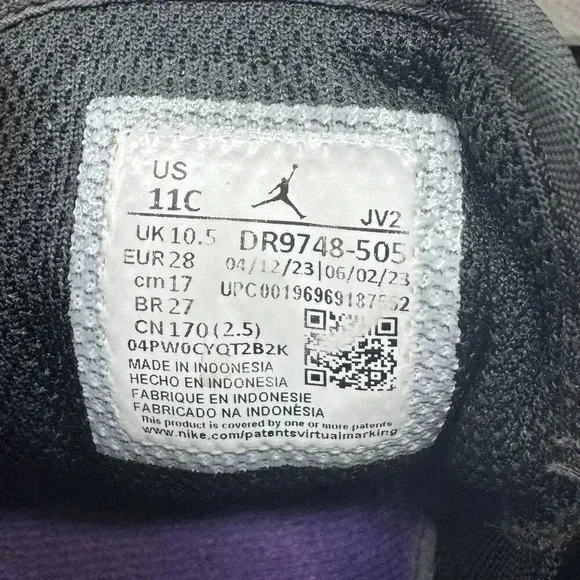 US
11C
JV2
UK 10.5 DR9748-505
EUR 28 04/12/23|06/02/23
cm 17
BR 27
CN 170 (2.5)
04PW0CYQT2B2K
MADE IN INDONESIA
HECHO EN INDONESIA
FABRIQUE EN INDONESIE
FABRICADO NA INDONÉSIA
This product is covered by one or more patents
www.nike.com/patentsvirtualmarking